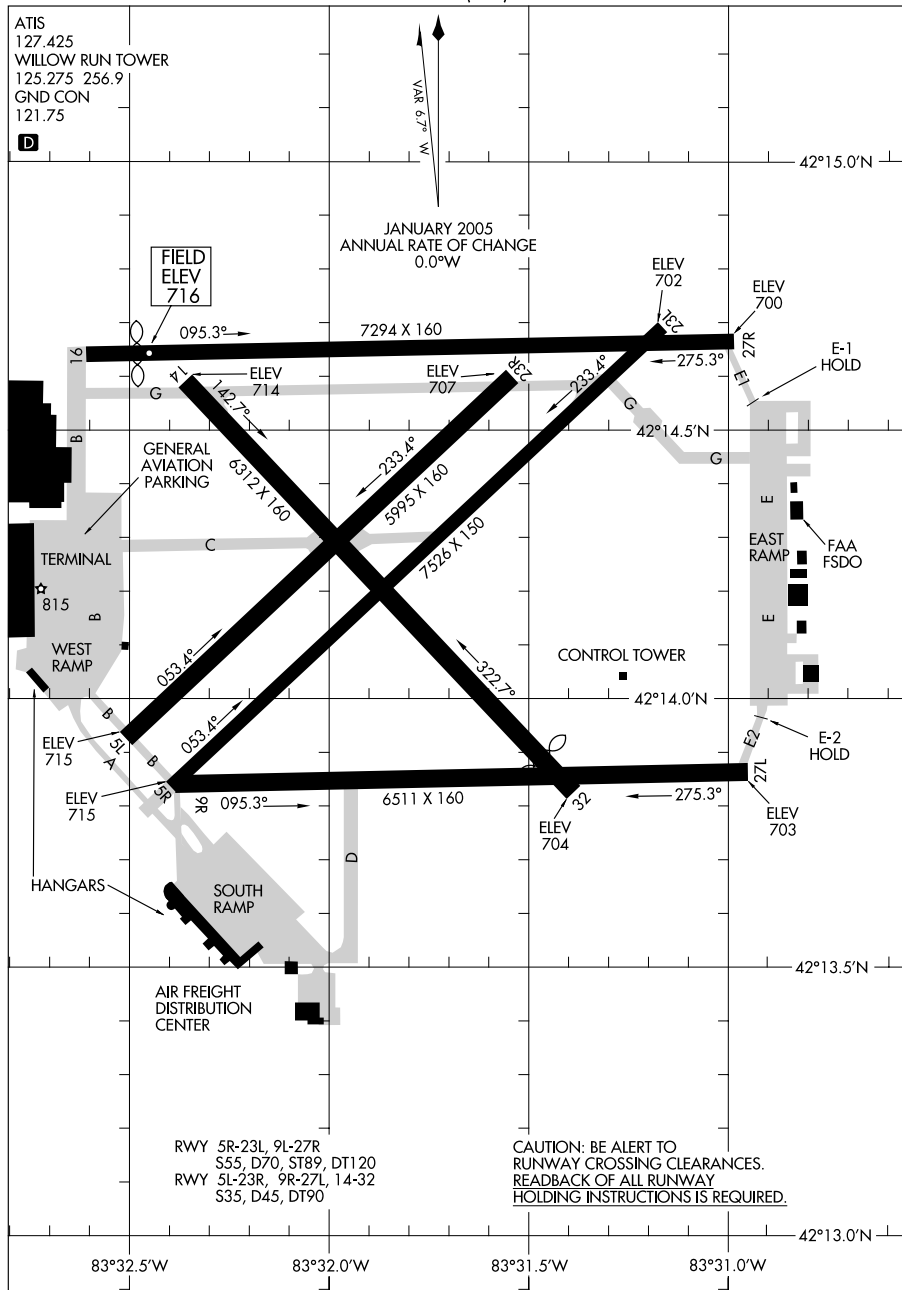 ATIS
127.425
WILLOW RUN TOWER
125.275 256.9
GND CON
121.75
D
VAR 6.7° W
42°15.0'N
JANUARY 2005
ANNUAL RATE OF CHANGE
0.0°W
FIELD
ELEV
716
ELEV
702
ELEV
700
23L
095.3°
7294 X 160
27R
275.3°
E-1
HOLD
E1
14
ELEV
714
ELEV
707
23R
233.4°
G
B
142.7°
G
42°14.5'N
GENERAL
AVIATION
PARKING
6312 X 160
233.4°
5995 X 160
G
E
7526 X 150
C
EAST
RAMP
FAA
FSDO
TERMINAL
815
B
E
WEST
RAMP
053.4°
322.7°
CONTROL TOWER
42°14.0'N
B
053.4°
E-2
HOLD
ELEV
715
5L
A
B
E2
27L
ELEV
715
5R
9R
095.3°
6511 X 160
32
275.3°
ELEV
704
ELEV
703
D
HANGARS
SOUTH
RAMP
42°13.5'N
AIR FREIGHT
DISTRIBUTION
CENTER
RWY 5R-23L, 9L-27R
S55, D70, ST89, DT120
RWY 5L-23R, 9R-27L, 14-32
S35, D45, DT90
CAUTION: BE ALERT TO
RUNWAY CROSSING CLEARANCES.
READBACK OF ALL RUNWAY
HOLDING INSTRUCTIONS IS REQUIRED.
42°13.0'N
83°32.5'W
83°32.0'W
83°31.5'W
83°31.0'W